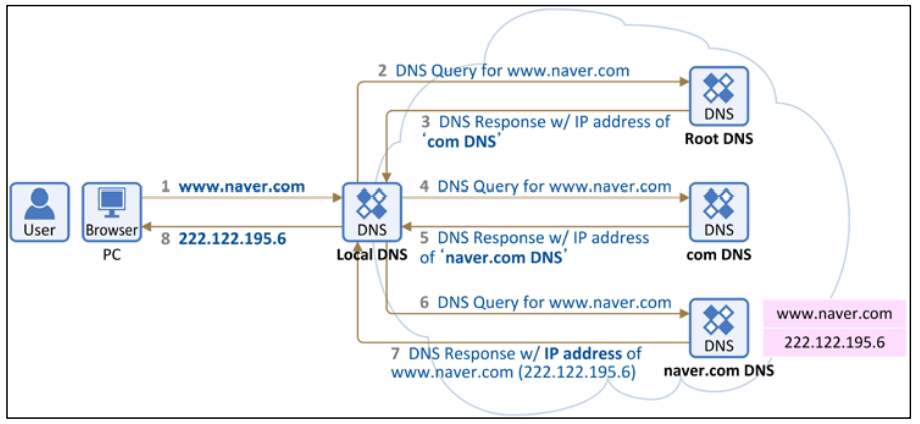 2 DNS Query for www.naver.com
DNS
Root DNS
3 DNS Response w/ IP address of
‘com DNS’
User
Browser
PC
1 www.naver.com
8 222.122.195.6
DNS
Local DNS
4 DNS Query for www.naver.com
5 DNS Response w/ IP address
of ‘naver.com DNS’
DNS
com DNS
6 DNS Query for www.naver.com
7 DNS Response w/ IP address of
www.naver.com (222.122.195.6)
DNS
naver.com DNS
www.naver.com
222.122.195.6